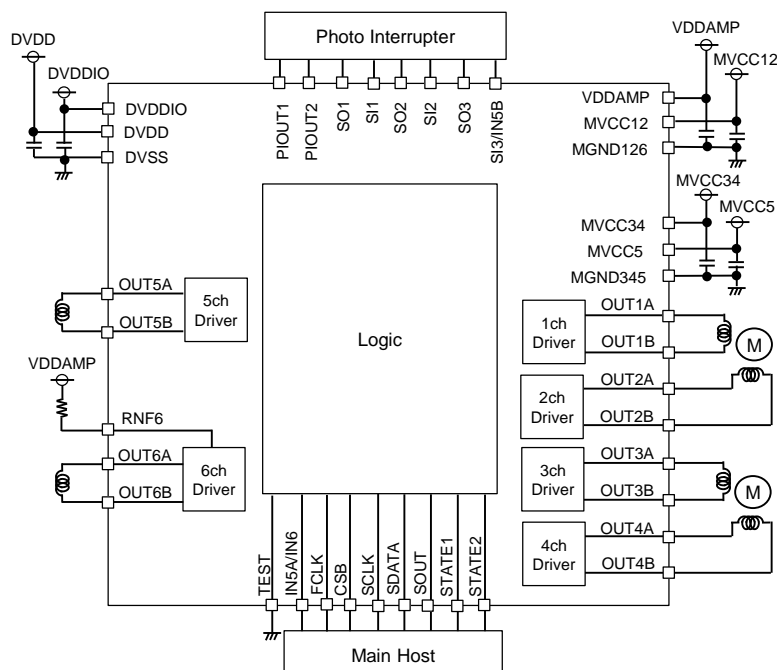 Photo Interrupter
DVDD
DVDDIO
VDDAMP
MVCC12
DVDDIO
DVDD
DVSS
PIOUT1
PIOUT2
SO1
SI1
SO2
SI2
SO3
SI3/IN5B
VDDAMP
MVCC12
MGND126
MVCC34
MVCC5
MVCC34
MVCC5
MGND345
OUT5A
5ch
Driver
OUT5B
Logic
OUT1A
1ch
Driver
OUT1B
M
VDDAMP
OUT2A
2ch
Driver
OUT2B
RNF6
OUT6A
6ch
Driver
OUT6B
OUT3A
3ch
Driver
OUT3B
M
OUT4A
4ch
Driver
OUT4B
TEST
IN5A/IN6
FCLK
CSB
SCLK
SDATA
SOUT
STATE1
STATE2
Main Host